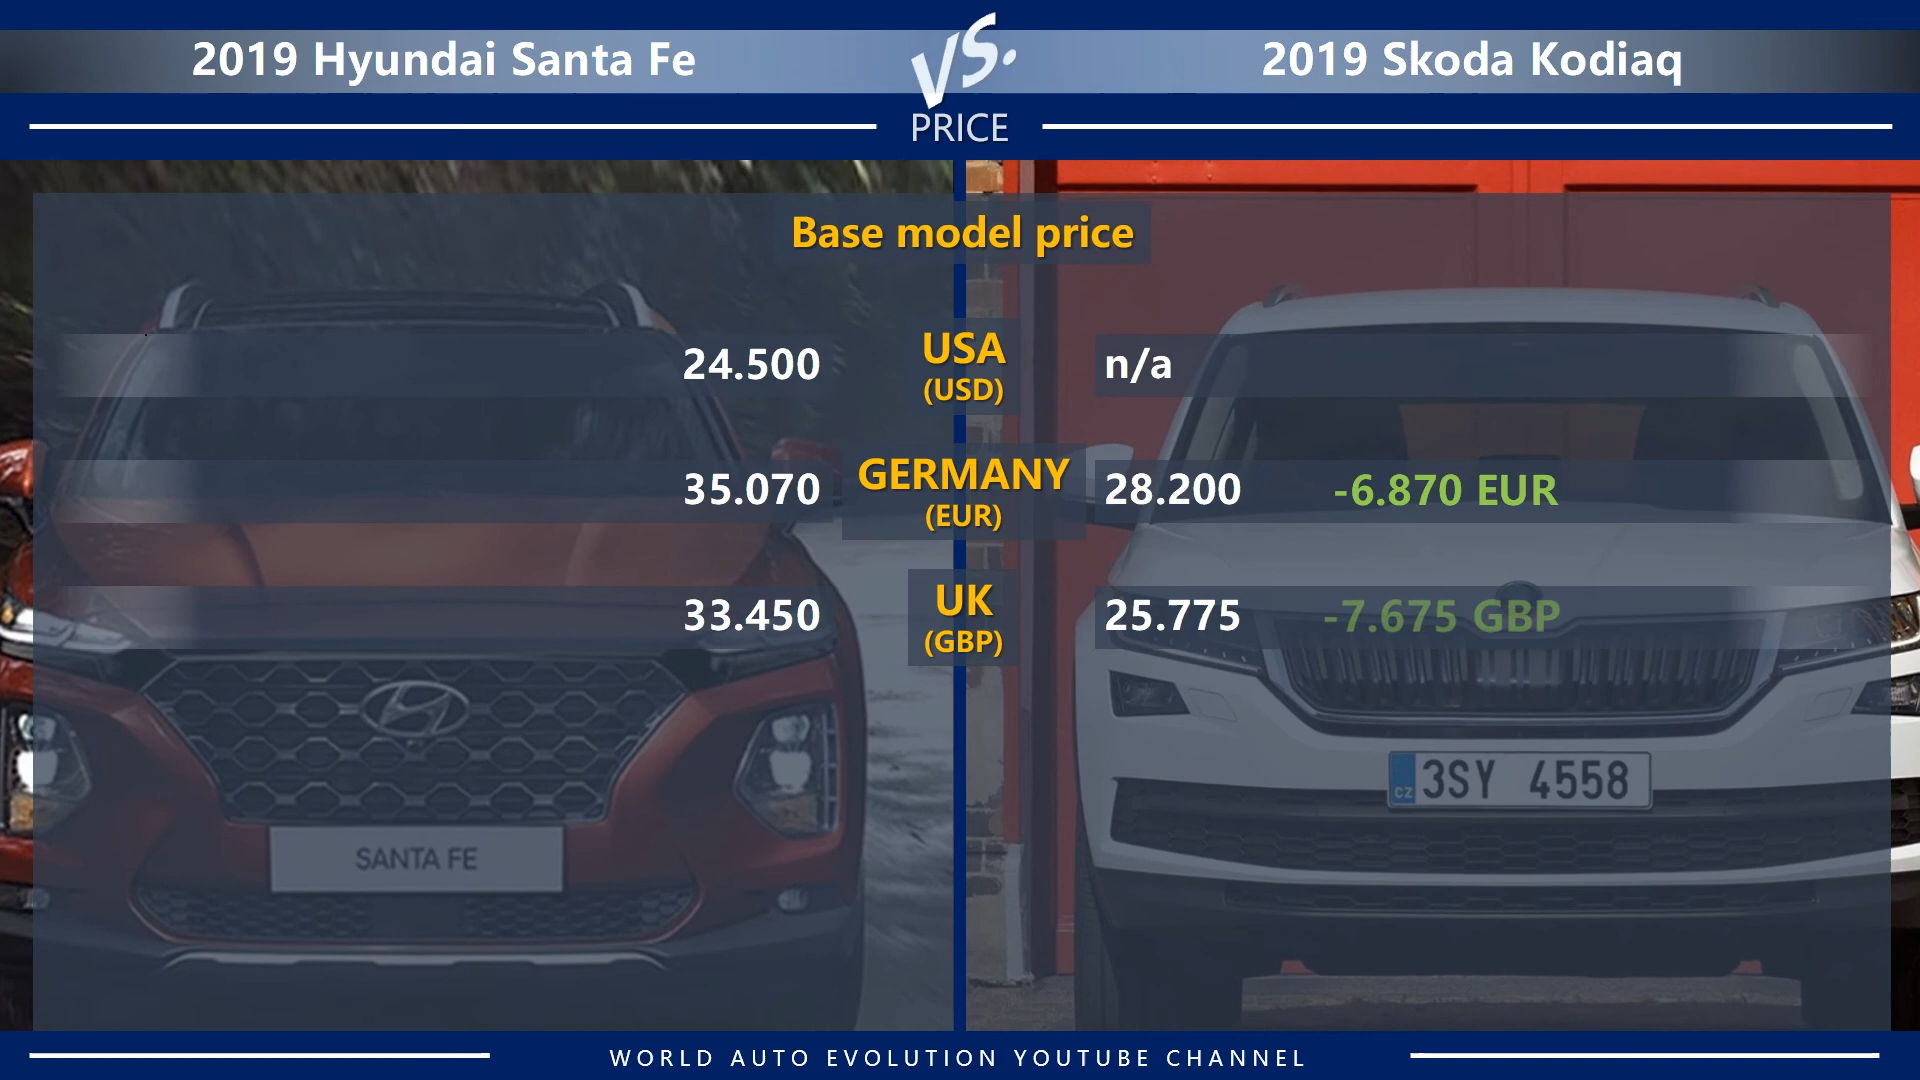 2019 Hyundai Santa Fe
VS.
2019 Skoda Kodiaq
PRICE
Base model price
24.500 USA (USD) n/a
35.070 GERMANY (EUR) 28.200 -6.870 EUR
33.450 UK (GBP) 25.775 -7.675 GBP
SANTA FE
CZ 3SY 4558
WORLD AUTO EVOLUTION YOUTUBE CHANNEL